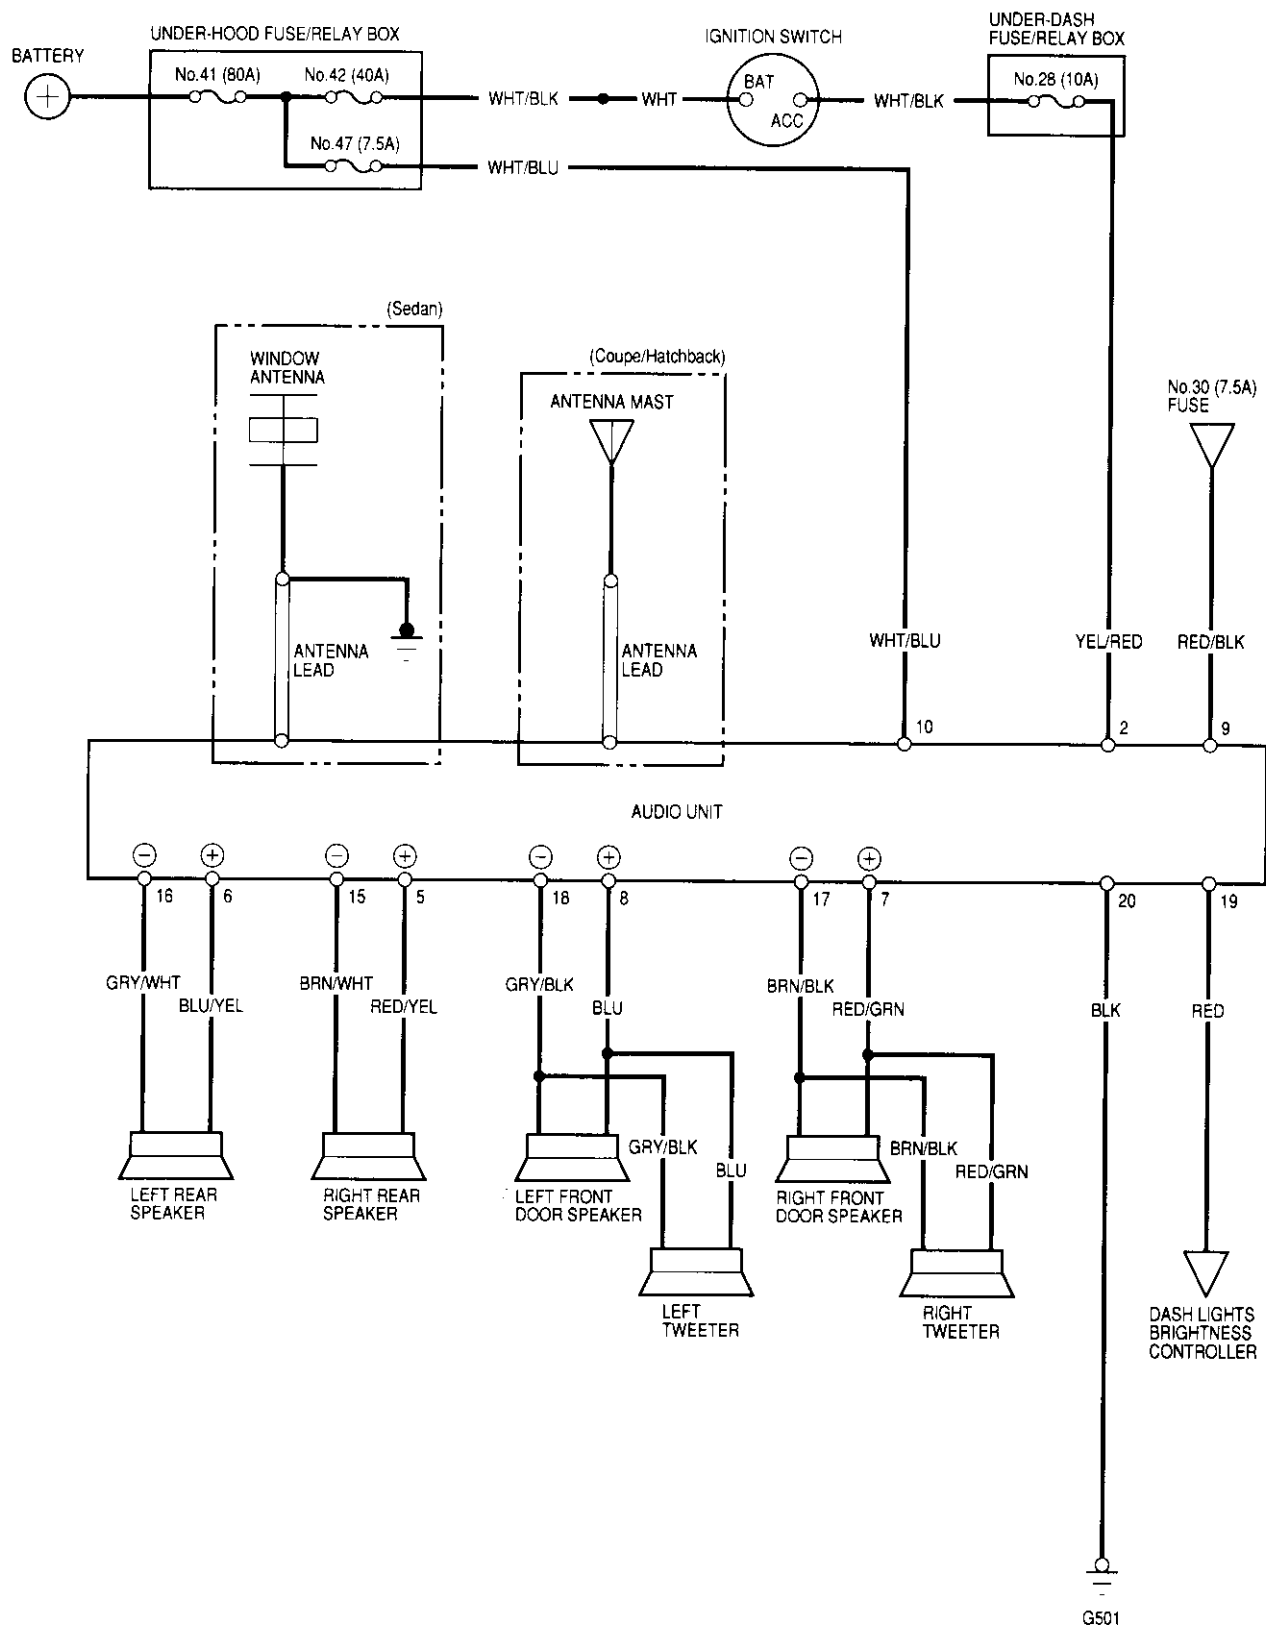 UNDER-HOOD FUSE/RELAY BOX
IGNITION SWITCH
UNDER-DASH
FUSE/RELAY BOX
BATTERY
No.41 (80A)
No.42 (40A)
BAT
No.28 (10A)
WHT/BLK
WHT
WHT/BLK
ACC
No.47 (7.5A)
WHT/BLU
(Sedan)
WINDOW
ANTENNA
(Coupe/Hatchback)
ANTENNA MAST
No.30 (7.5A)
FUSE
ANTENNA
LEAD
ANTENNA
LEAD
WHT/BLU
YEL/RED
RED/BLK
10
2
9
AUDIO UNIT
− + − + − + − +
16
6
15
5
18
8
17
7
20
19
GRY/WHT
BLU/YEL
BRN/WHT
RED/YEL
GRY/BLK
BLU
BRN/BLK
RED/GRN
BLK
RED
GRY/BLK
BLU
BRN/BLK
RED/GRN
LEFT REAR
SPEAKER
RIGHT REAR
SPEAKER
LEFT FRONT
DOOR SPEAKER
RIGHT FRONT
DOOR SPEAKER
LEFT
TWEETER
RIGHT
TWEETER
DASH LIGHTS
BRIGHTNESS
CONTROLLER
G501